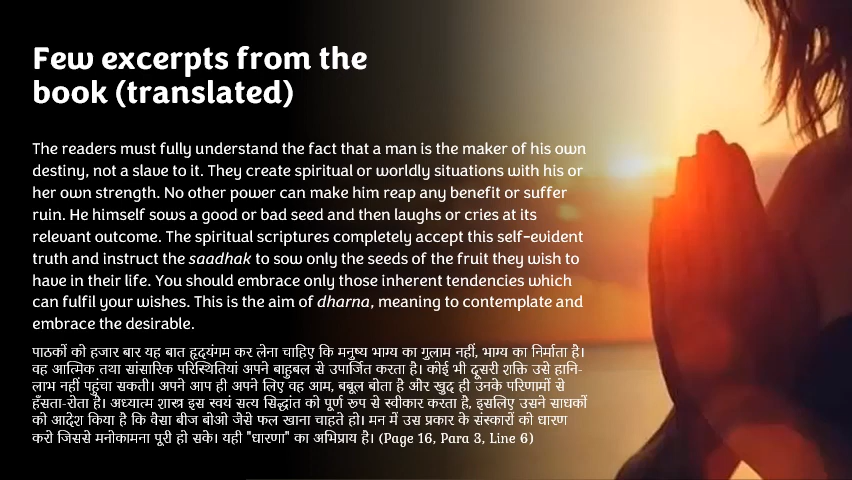 Few excerpts from the
book (translated)
The readers must fully understand the fact that a man is the maker of his own
destiny, not a slave to it. They create spiritual or worldly situations with his or
her own strength. No other power can make him reap any benefit or suffer
ruin. He himself sows a good or bad seed and then laughs or cries at its
relevant outcome. The spiritual scriptures completely accept this self-evident
truth and instruct the saadhak to sow only the seeds of the fruit they wish to
have in their life. You should embrace only those inherent tendencies which
can fulfil your wishes. This is the aim of dharna, meaning to contemplate and
embrace the desirable.
पाठकों को हजार बार यह बात हृदयंगम कर लेना चाहिए कि मनुष्य भाग्य का गुलाम नहीं, भाग्य का निर्माता है।
वह आत्मिक तथा सांसारिक परिस्थितियां अपने बाहुबल से उपार्जित करता है। कोई भी दूसरी शक्ति उसे हानि-
लाभ नहीं पहुंचा सकती। अपने आप ही अपने लिए वह आम, बबूल बोता है और खुद ही उनके परिणामों से
हँसता-रोता है। अध्यात्म शास्त्र इस स्वयं सत्य सिद्धांत को पूर्ण रूप से स्वीकार करता है, इसलिए उसने साधकों
को आदेश किया है कि वैसा बीज बोओ जैसे फल खाना चाहते हो। मन में उस प्रकार के संस्कारों को धारण
करो जिससे मनोकामना पूरी हो सके। यही "धारणा" का अभिप्राय है। (Page 16, Para 3, Line 6)